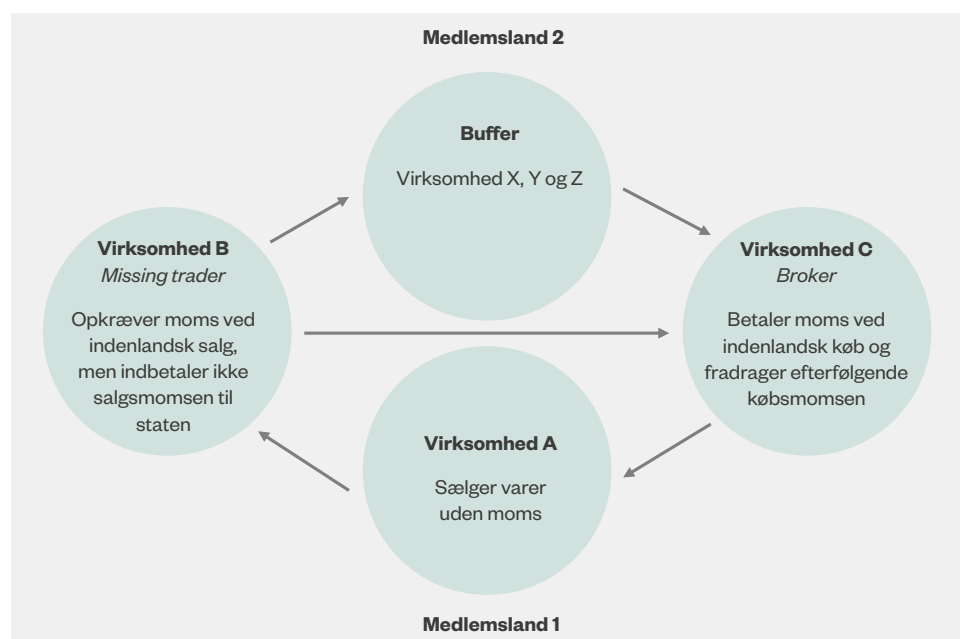 Medlemsland 2
Buffer
Virksomhed X, Y og Z
Virksomhed B
Missing trader
Opkræver moms ved
indenlandsk salg,
men indbetaler ikke
salgsmomsen til
staten
Virksomhed C
Broker
Betaler moms ved
indenlandsk køb og
fradrager efterfølgende
købsmomsen
Virksomhed A
Sælger varer
uden moms
Medlemsland 1